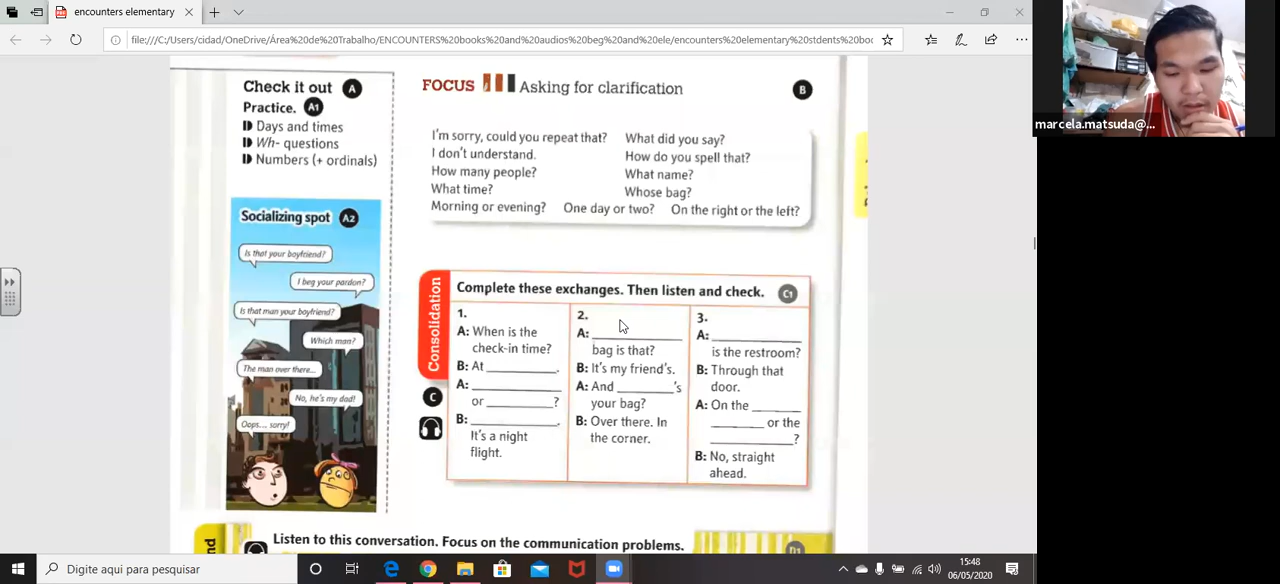 encounters elementary
file:///C:/Users/cidad/OneDrive/Área%20de%20Trabalho/ENCOUNTERS%20books%20and%20audios%20beg%20and%20ele/encounters%20elementary%20stdents%20boc
marcela.matsuda@...
Check it out A
Practice. A1
Days and times
Wh- questions
Numbers (+ ordinals)
Socializing spot A2
Is that your boyfriend?
I beg your pardon?
Is that man your boyfriend?
Which man?
The man over there...
No, he's my dad!
Oops... sorry!
FOCUS Asking for clarification B
I'm sorry, could you repeat that? What did you say?
I don't understand. How do you spell that?
How many people? What name?
What time? Whose bag?
Morning or evening? One day or two? On the right or the left?
Consolidation
C
Complete these exchanges. Then listen and check. C1
1.
A: When is the
check-in time?
B: At ________.
A: ________
or ________?
B: ________.
It's a night
flight.
2.
A: ________
bag is that?
B: It's my friend's.
A: And ________'s
your bag?
B: Over there. In
the corner.
3.
A: ________
is the restroom?
B: Through that
door.
A: On the ________
________ or the
________?
B: No, straight
ahead.
nd
Listen to this conversation. Focus on the communication problems.
D1
Digite aqui para pesquisar
15:48
06/05/2020